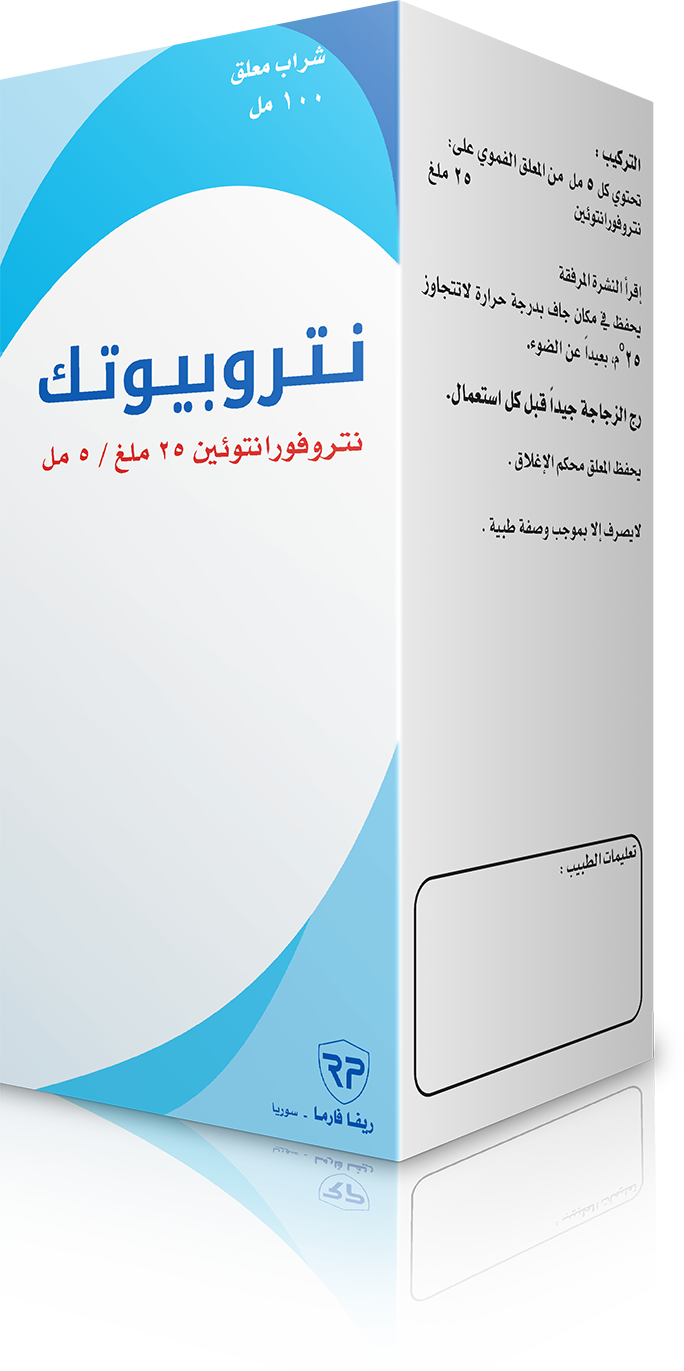 شراب معلق
١٠٠ مل
نتروبيوتك
نتروفورانتوئين ٢٥ ملغ / ٥ مل
RP
ريفا فارما - سوريا
التركيب :
تحتوي كل ٥ مل من المعلق الفموي على:
نتروفورانتوئين ٢٥ ملغ
إقرأ النشرة المرفقة
يحفظ في مكان جاف بدرجة حرارة لاتتجاوز
٢٥°م، بعيداً عن الضوء.
رج الزجاجة جيداً قبل كل استعمال.
يحفظ المعلق محكم الإغلاق .
لايصرف إلا بموجب وصفة طبية .
تعليمات الطبيب :